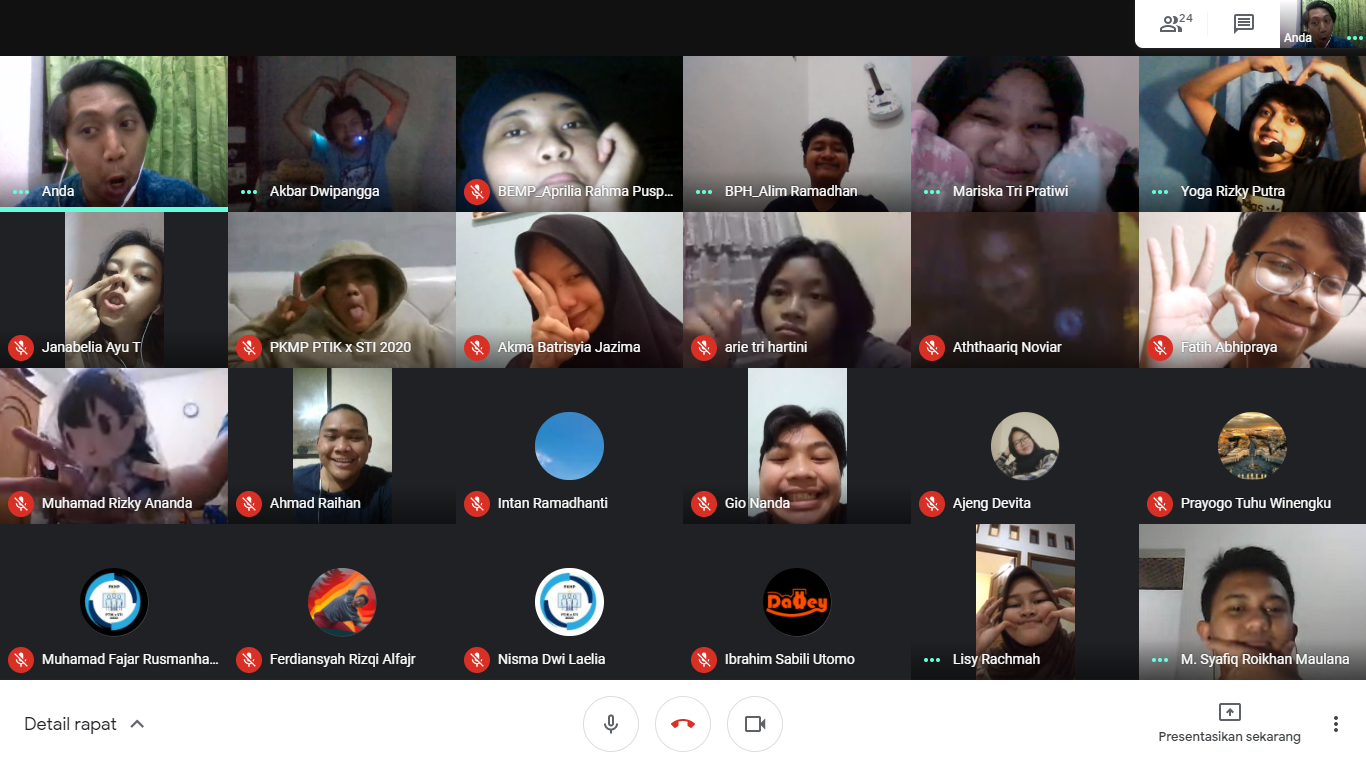 24
Anda
Anda
Akbar Dwipangga
BEMP_Aprilia Rahma Pusp...
BPH_Alim Ramadhan
Mariska Tri Pratiwi
Yoga Rizky Putra
Janabelia Ayu T
PKMP PTIK x STI 2020
Akma Batrisyia Jazima
arie tri hartini
Aththaariq Noviar
Fatih Abhipraya
Muhamad Rizky Ananda
Ahmad Raihan
Intan Ramadhanti
Gio Nanda
Ajeng Devita
Prayogo Tuhu Winengku
PKMP
PKMP
Dattey
Muhamad Fajar Rusmanha...
Ferdiansyah Rizqi Alfajr
Nisma Dwi Laelia
Ibrahim Sabili Utomo
Lisy Rachmah
M. Syafiq Roikhan Maulana
Detail rapat
Presentasikan sekarang